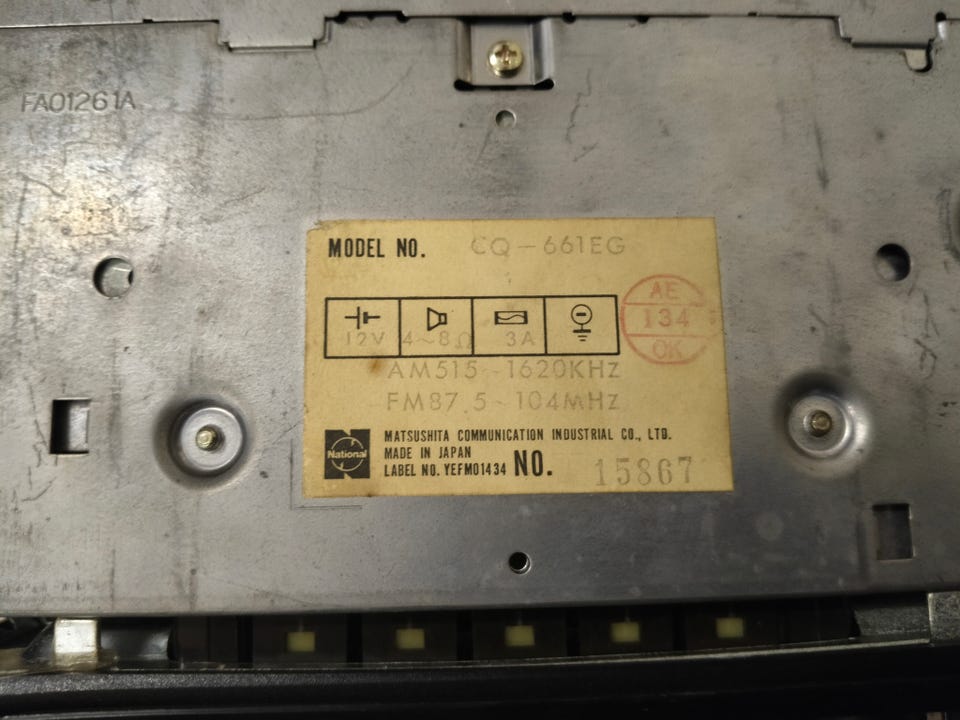 FA01261A
MODEL NO. CQ-661EG
12V 4~8Ω 3A
AE
134
OK
AM515~1620KHz
FM87.5~104MHz
National
MATSUSHITA COMMUNICATION INDUSTRIAL CO., LTD.
MADE IN JAPAN
LABEL NO. YEFM01434 NO. 15867